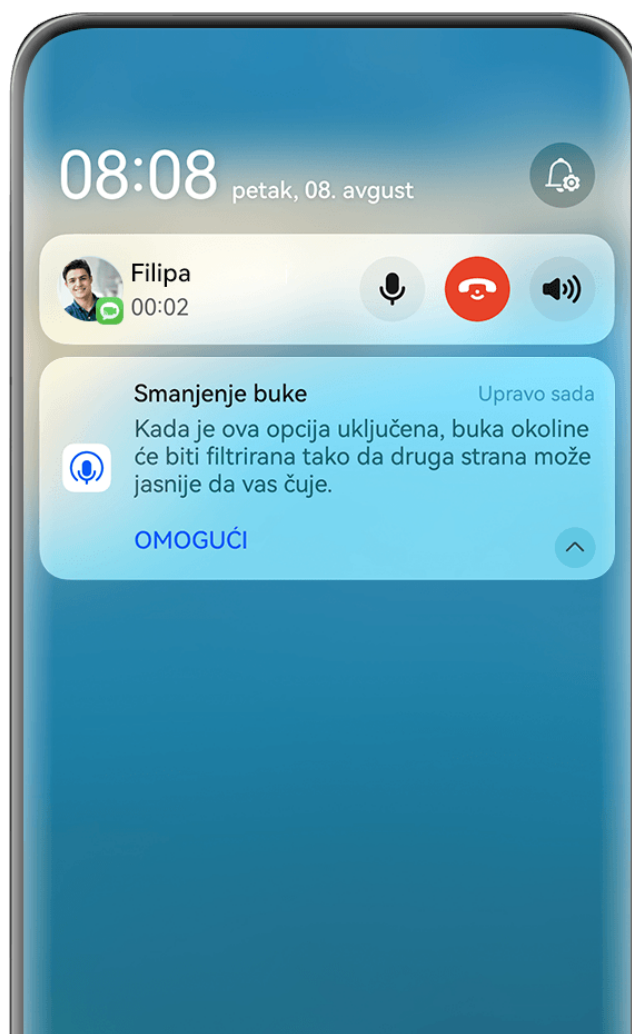 08:08 petak, 08. avgust
Filipa
00:02
Smanjenje buke Upravo sada
Kada je ova opcija uključena, buka okoline
će biti filtrirana tako da druga strana može
jasnije da vas čuje.
OMOGUĆI